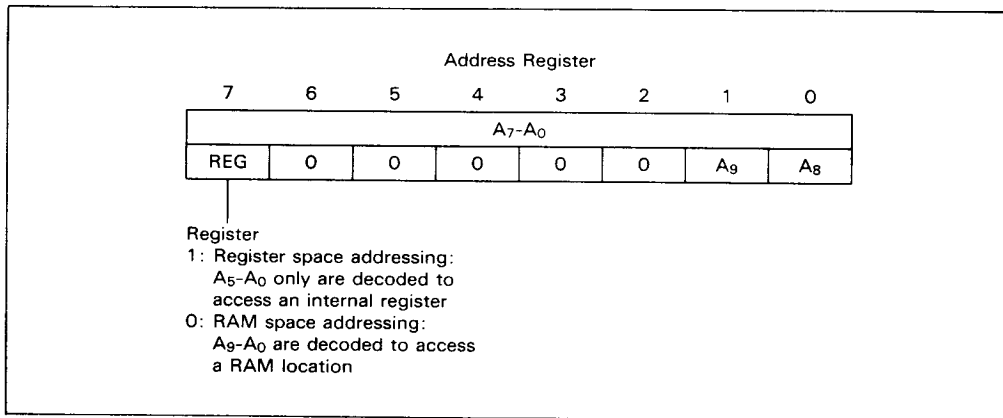 Address Register
7 6 5 4 3 2 1 0
A₇-A₀
REG 0 0 0 0 0 A₉ A₈
Register
1: Register space addressing:
A₅-A₀ only are decoded to
access an internal register
0: RAM space addressing:
A₉-A₀ are decoded to access
a RAM location